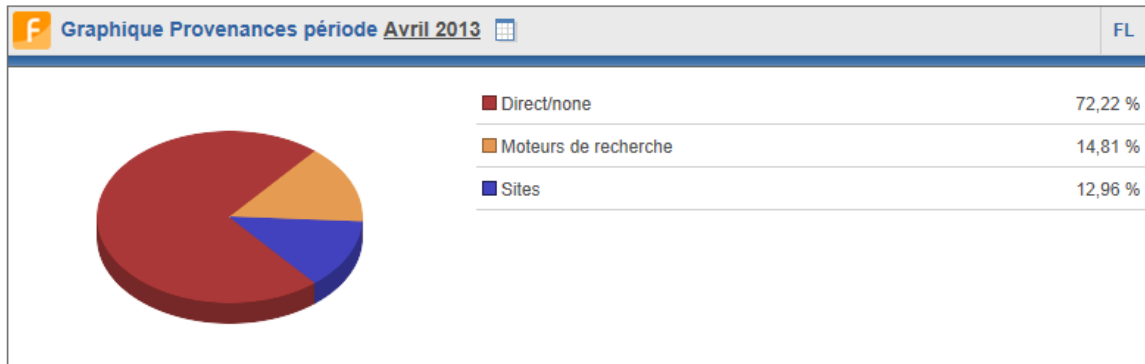 Graphique Provenances période Avril 2013
FL
Direct/none 72,22 %
Moteurs de recherche 14,81 %
Sites 12,96 %